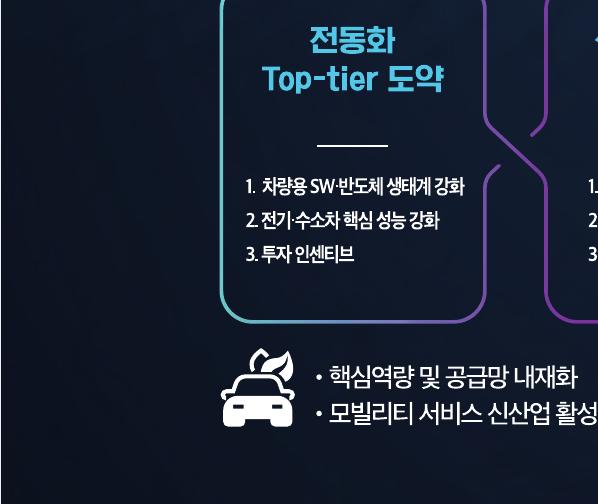 전동화
Top-tier 도약
1. 차량용 SW·반도체 생태계 강화
2. 전기·수소차 핵심 성능 강화
3. 투자 인센티브
1.
2
3
• 핵심역량 및 공급망 내재화
• 모빌리티 서비스 신산업 활성